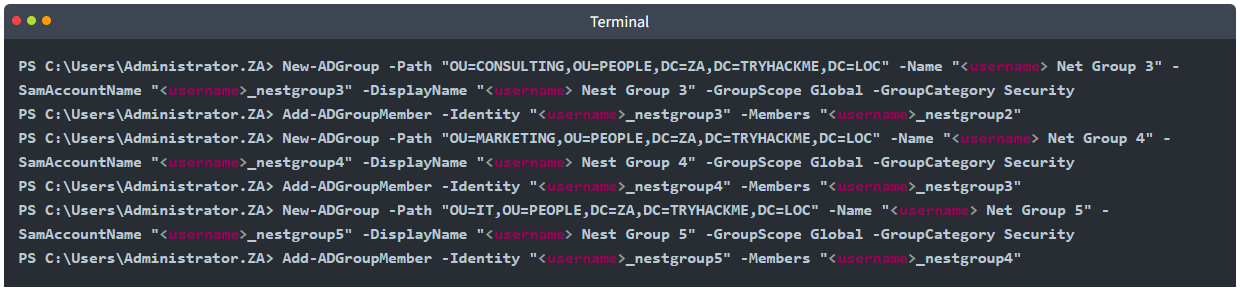 Terminal
PS C:\Users\Administrator.ZA> New-ADGroup -Path "OU=CONSULTING,OU=PEOPLE,DC=ZA,DC=TRYHACKME,DC=LOC" -Name "<username> Net Group 3" -
SamAccountName "<username>_nestgroup3" -DisplayName "<username> Nest Group 3" -GroupScope Global -GroupCategory Security
PS C:\Users\Administrator.ZA> Add-ADGroupMember -Identity "<username>_nestgroup3" -Members "<username>_nestgroup2"
PS C:\Users\Administrator.ZA> New-ADGroup -Path "OU=MARKETING,OU=PEOPLE,DC=ZA,DC=TRYHACKME,DC=LOC" -Name "<username> Net Group 4" -
SamAccountName "<username>_nestgroup4" -DisplayName "<username> Nest Group 4" -GroupScope Global -GroupCategory Security
PS C:\Users\Administrator.ZA> Add-ADGroupMember -Identity "<username>_nestgroup4" -Members "<username>_nestgroup3"
PS C:\Users\Administrator.ZA> New-ADGroup -Path "OU=IT,OU=PEOPLE,DC=ZA,DC=TRYHACKME,DC=LOC" -Name "<username> Net Group 5" -
SamAccountName "<username>_nestgroup5" -DisplayName "<username> Nest Group 5" -GroupScope Global -GroupCategory Security
PS C:\Users\Administrator.ZA> Add-ADGroupMember -Identity "<username>_nestgroup5" -Members "<username>_nestgroup4"